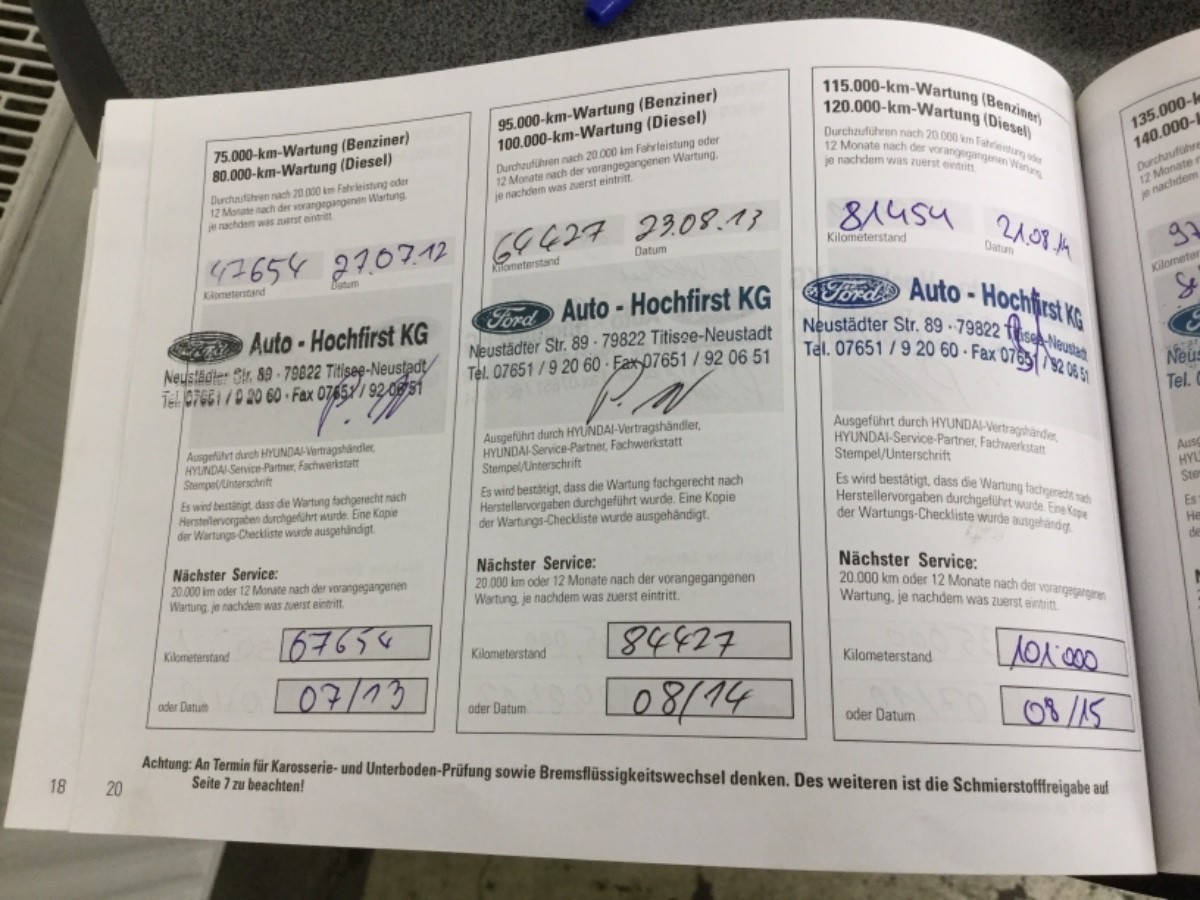 75.000-km-Wartung (Benziner)
80.000-km-Wartung (Diesel)
Durchzuführen nach 20.000 km Fahrleistung oder
12 Monate nach der vorangegangenen Wartung,
je nachdem was zuerst eintritt.
47654 27.07.12
Kilometerstand Datum
Ford Auto - Hochfirst KG
Neustädter Str. 89 · 79822 Titisee-Neustadt
Tel. 07651 / 9 20 60 · Fax 07651 / 92 06 51
Ausgeführt durch HYUNDAI-Vertragshändler,
HYUNDAI-Service-Partner, Fachwerkstatt
Stempel/Unterschrift
Es wird bestätigt, dass die Wartung fachgerecht nach
Herstellervorgaben durchgeführt wurde. Eine Kopie
der Wartungs-Checkliste wurde ausgehändigt.
Nächster Service:
20.000 km oder 12 Monate nach der vorangegangenen
Wartung, je nachdem was zuerst eintritt.
Kilometerstand 67654
oder Datum 07/13
95.000-km-Wartung (Benziner)
100.000-km-Wartung (Diesel)
Durchzuführen nach 20.000 km Fahrleistung oder
12 Monate nach der vorangegangenen Wartung,
je nachdem was zuerst eintritt.
64427 23.08.13
Kilometerstand Datum
Ford Auto - Hochfirst KG
Neustädter Str. 89 · 79822 Titisee-Neustadt
Tel. 07651 / 9 20 60 · Fax 07651 / 92 06 51
Ausgeführt durch HYUNDAI-Vertragshändler,
HYUNDAI-Service-Partner, Fachwerkstatt
Stempel/Unterschrift
Es wird bestätigt, dass die Wartung fachgerecht nach
Herstellervorgaben durchgeführt wurde. Eine Kopie
der Wartungs-Checkliste wurde ausgehändigt.
Nächster Service:
20.000 km oder 12 Monate nach der vorangegangenen
Wartung, je nachdem was zuerst eintritt.
Kilometerstand 84427
oder Datum 08/14
115.000-km-Wartung (Benziner)
120.000-km-Wartung (Diesel)
Durchzuführen nach 20.000 km Fahrleistung oder
12 Monate nach der vorangegangenen Wartung,
je nachdem was zuerst eintritt.
81454 21.08.14
Kilometerstand Datum
Ford Auto - Hochfirst KG
Neustädter Str. 89 · 79822 Titisee-Neustadt
Tel. 07651 / 9 20 60 · Fax 07651 / 92 06 51
Ausgeführt durch HYUNDAI-Vertragshändler,
HYUNDAI-Service-Partner, Fachwerkstatt
Stempel/Unterschrift
Es wird bestätigt, dass die Wartung fachgerecht nach
Herstellervorgaben durchgeführt wurde. Eine Kopie
der Wartungs-Checkliste wurde ausgehändigt.
Nächster Service:
20.000 km oder 12 Monate nach der vorangegangenen
Wartung, je nachdem was zuerst eintritt.
Kilometerstand 101.000
oder Datum 08/15
Achtung: An Termin für Karosserie- und Unterboden-Prüfung sowie Bremsflüssigkeitswechsel denken. Des weiteren ist die Schmierstofffreigabe auf
Seite 7 zu beachten!
18 20
135.000-k
140.000-k
Durchzuführe
12 Monate
je nachdem
Kilometer
Tel.